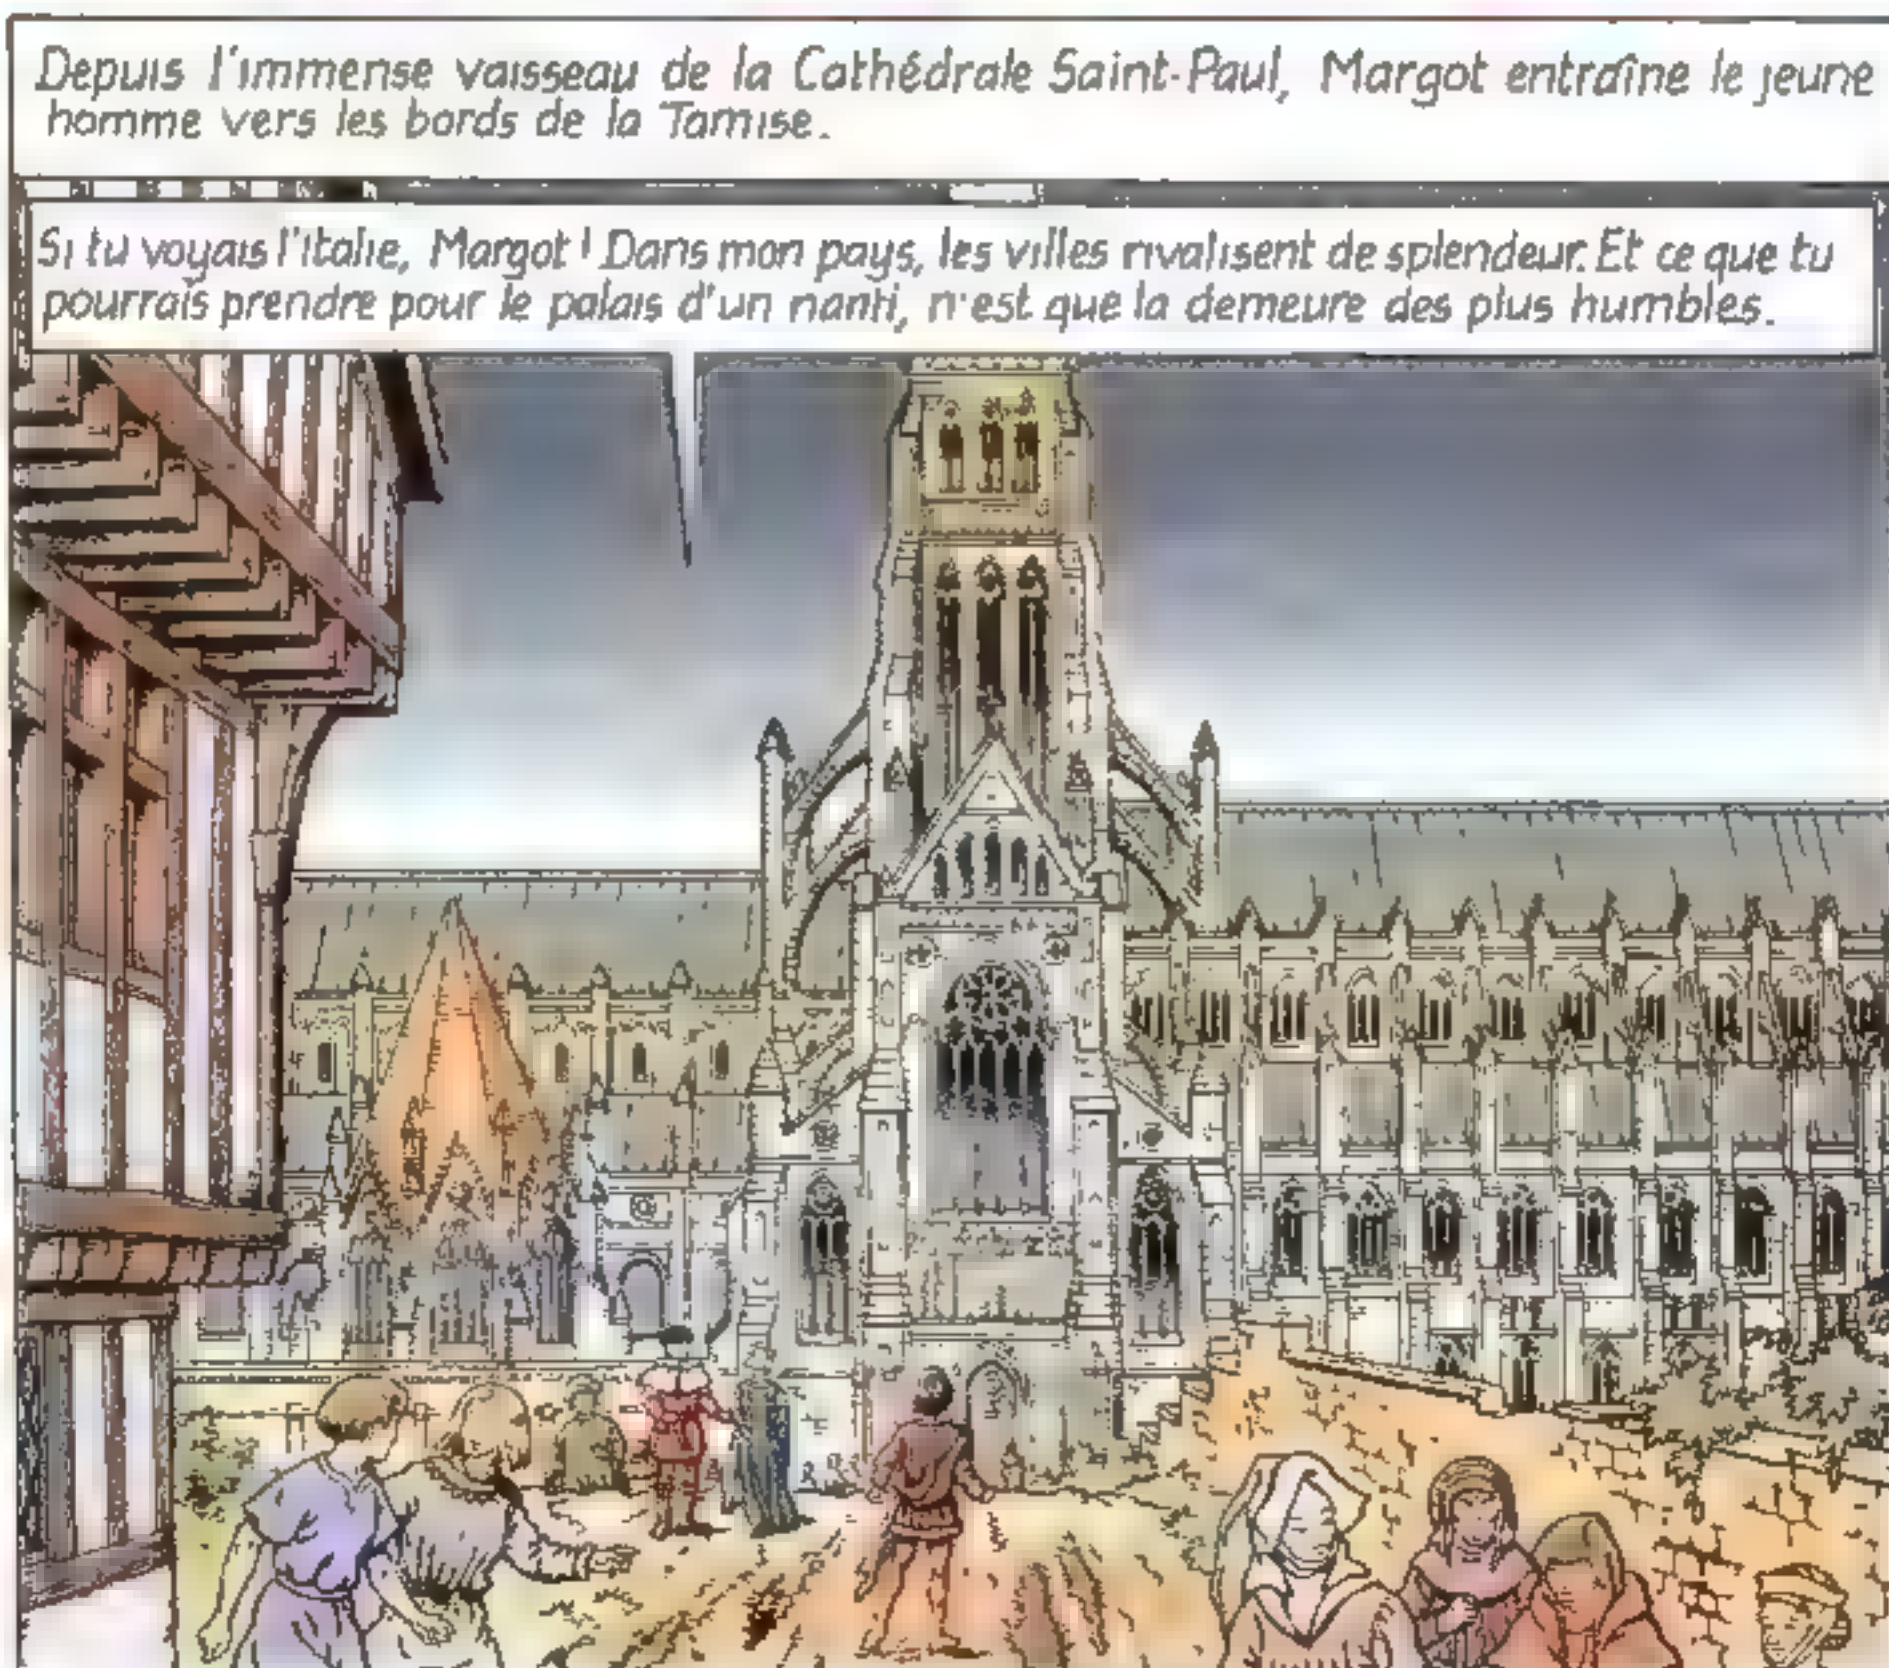 Depuis l'immense vaisseau de la Cathédrale Saint-Paul, Margot entraîne le jeune
homme vers les bords de la Tamise.
Si tu voyais l'Italie, Margot ! Dans mon pays, les villes rivalisent de splendeur. Et ce que tu
pourrais prendre pour le palais d'un nanti, n'est que la demeure des plus humbles.